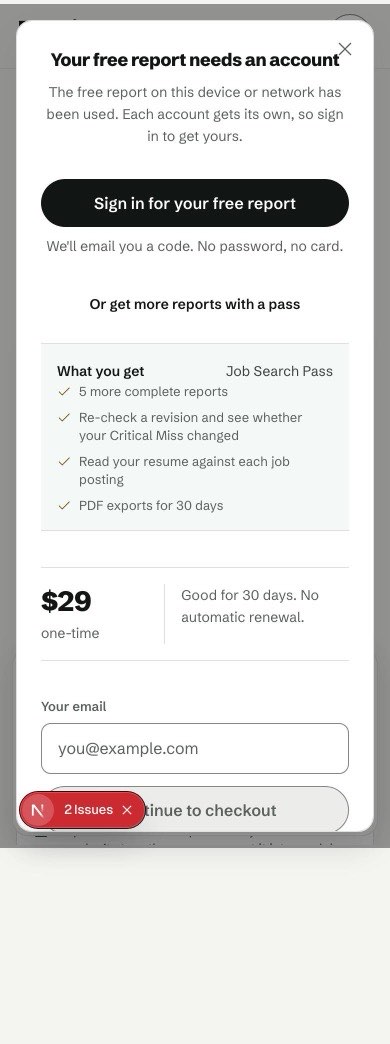 Your free report needs an account
The free report on this device or network has
been used. Each account gets its own, so sign
in to get yours.
Sign in for your free report
We'll email you a code. No password, no card.
Or get more reports with a pass
What you get
Job Search Pass
5 more complete reports
Re-check a revision and see whether
your Critical Miss changed
Read your resume against each job
posting
PDF exports for 30 days
$29
one-time
Good for 30 days. No
automatic renewal.
Your email
you@example.com
tinue to checkout
N
2 Issues